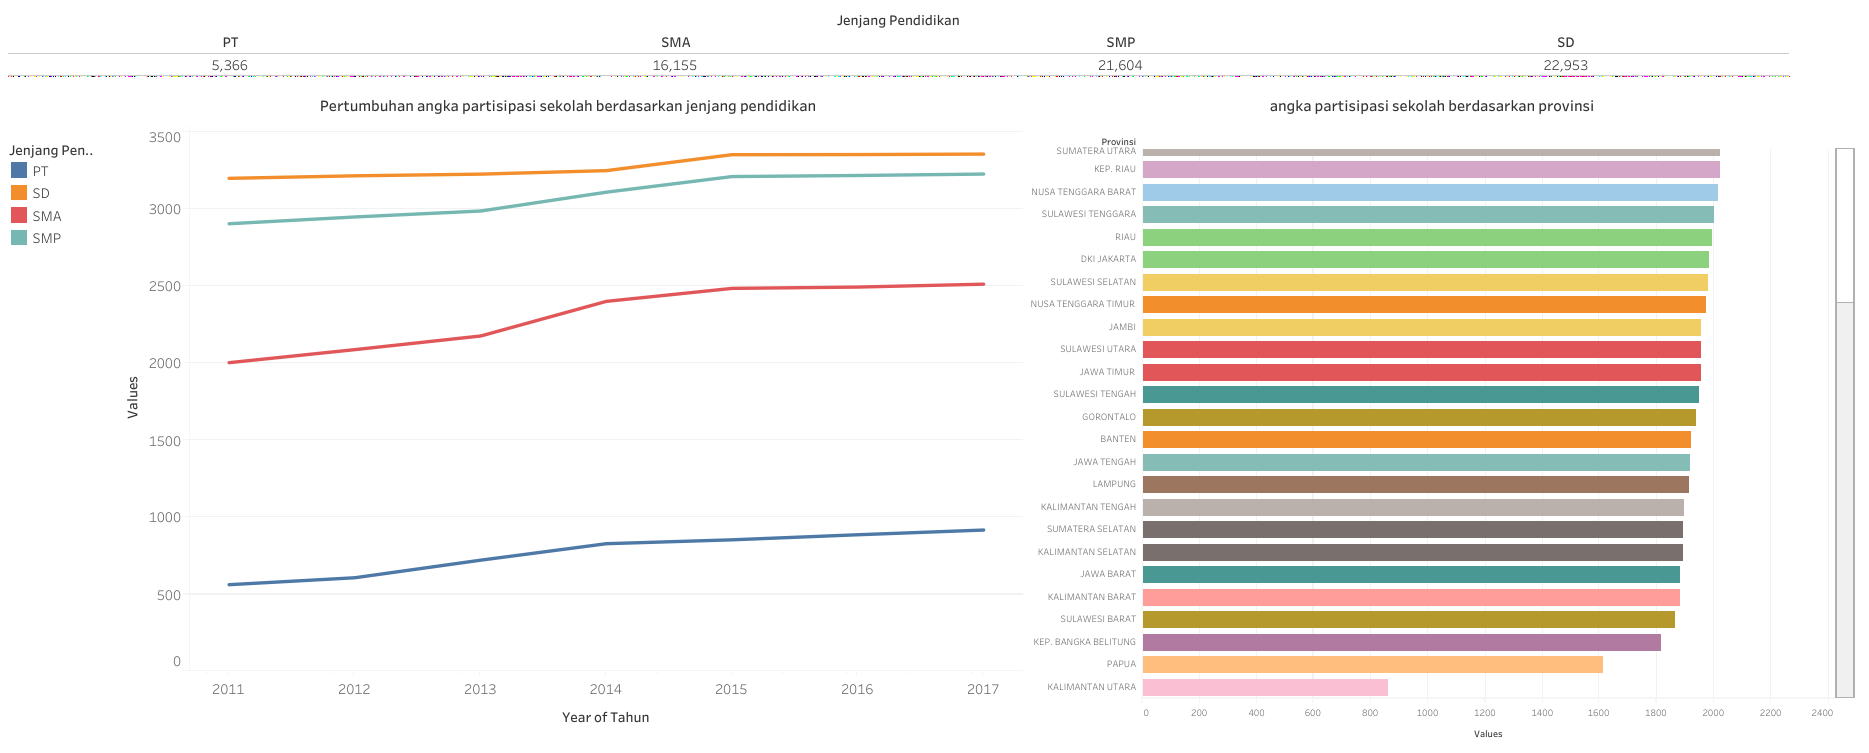 Jenjang Pendidikan
PT SMA SMP SD
5,366 16,155 21,604 22,953
Pertumbuhan angka partisipasi sekolah berdasarkan jenjang pendidikan
Jenjang Pen..
PT
SD
SMA
SMP
Values
3500
3000
2500
2000
1500
1000
500
0
2011 2012 2013 2014 2015 2016 2017
Year of Tahun
angka partisipasi sekolah berdasarkan provinsi
Provinsi
SUMATERA UTARA
KEP. RIAU
NUSA TENGGARA BARAT
SULAWESI TENGGARA
RIAU
DKI JAKARTA
SULAWESI SELATAN
NUSA TENGGARA TIMUR
JAMBI
SULAWESI UTARA
JAWA TIMUR
SULAWESI TENGAH
GORONTALO
BANTEN
JAWA TENGAH
LAMPUNG
KALIMANTAN TENGAH
SUMATERA SELATAN
KALIMANTAN SELATAN
JAWA BARAT
KALIMANTAN BARAT
SULAWESI BARAT
KEP. BANGKA BELITUNG
PAPUA
KALIMANTAN UTARA
0 200 400 600 800 1000 1200 1400 1600 1800 2000 2200 2400
Values